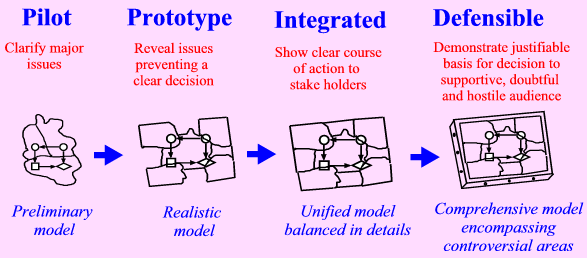 Pilot
Clarify major
issues
Preliminary
model
Prototype
Reveal issues
preventing a
clear decision
Realistic
model
Integrated
Show clear course
of action to
stake holders
Unified model
balanced in details
Defensible
Demonstrate justifiable
basis for decision to
supportive, doubtful
and hostile audience
Comprehensive model
encompassing
controversial areas